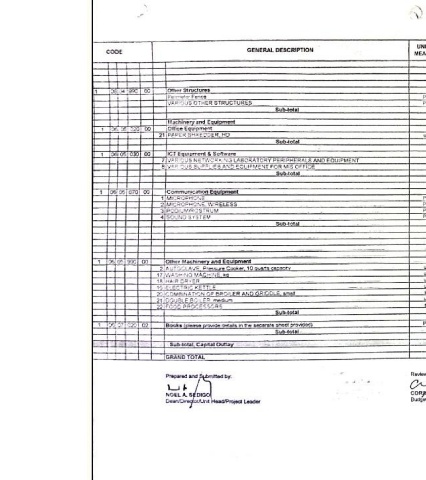 CODE GENERAL DESCRIPTION
1 06 04 990 00 Other Structures
Perimeter Fence
VARIOUS OTHER STRUCTURES
Sub-total
Machinery and Equipment
1 06 05 020 00 Office Equipment
21 PAPER SHREDDER, HD
Sub-total
1 06 05 030 00 ICT Equipment & Software
7 VARIOUS NETWORKING LABORATORY PERIPHERALS AND EQUIPMENT
8 VARIOUS SUPPLIES AND EQUIPMENT FOR MIS OFFICE
Sub-total
1 06 05 070 00 Communication Equipment
1 MICROPHONE
2 MICROPHONE, WIRELESS
3 PODIUM/ROSTRUM
4 SOUND SYSTEM
Sub-total
1 06 05 990 00 Other Machinery and Equipment
2 AUTOCLAVE, Pressure Cooker, 10 quarts capacity
17 WASHING MACHINE, kg
18 HAIR DRYER
19 ELECTRIC KETTLE
20 COMBINATION OF BROILER AND GRIDDLE, small
21 DOUBLE BOILER, medium
22 FOOD PROCESSORS
Sub-total
1 06 07 020 02 Books (please provide details in the separate sheet provided)
Sub-total
Sub-total, Capital Outlay
GRAND TOTAL
Prepared and Submitted by:
NOEL A. SEDIGO
Dean/Director/Unit Head/Project Leader